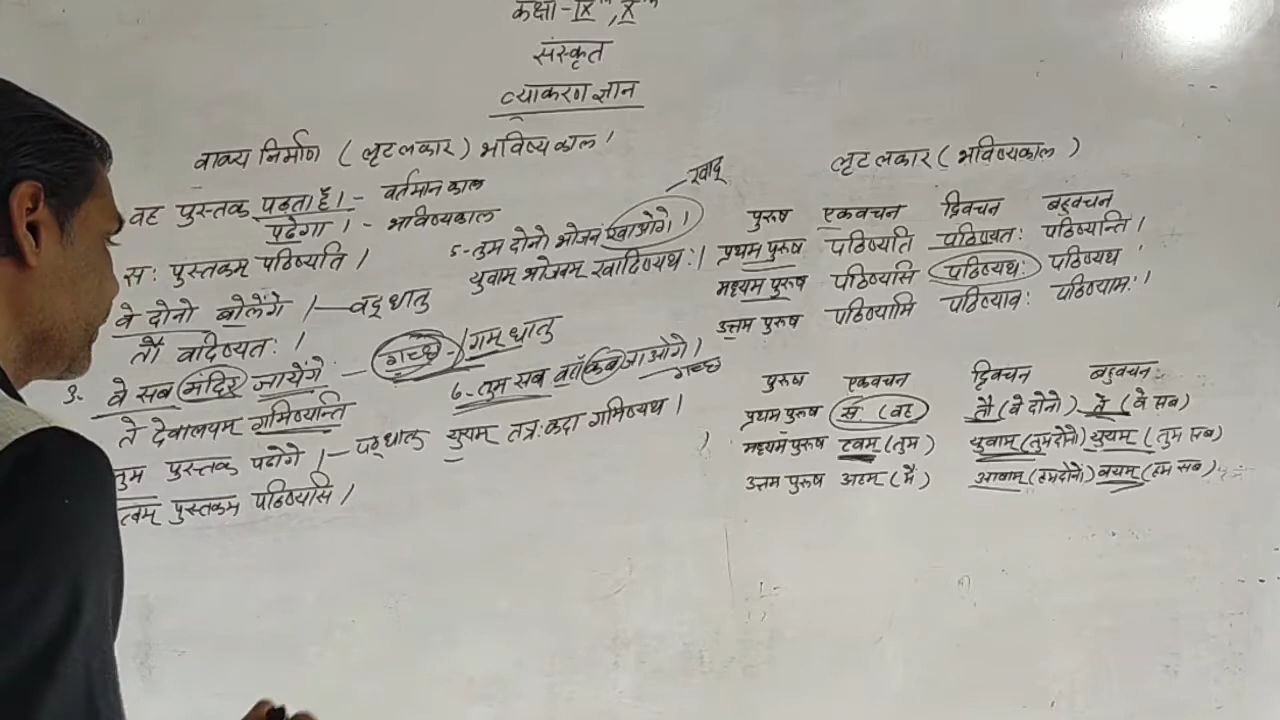 कक्षा-IX, X
संस्कृत
व्याकरण ज्ञान
वाक्य निर्माण (लृटलकार) भविष्यकाल।
वह पुस्तक पढ़ता है।- वर्तमान काल
पढेगा।- भविष्यकाल
सः पुस्तकम् पठिष्यति।
वे दोनो बोलेंगे।—वद् धातु
तौ वदिष्यतः।
3- वे सब मंदिर जायेंगे - गच्छ-/गम् धातु
ते देवालयम् गमिष्यन्ति
तुम पुस्तक पढोगे।-पठ् धातु
त्वम् पुस्तकम पठिष्यसि।
खाद्
5-तुम दोनो भोजन खाओगे।
युवाम् भोजनम् खादिष्यथः।
6-तुम सब वहाँ कब जाओगे।
गच्छ
युयम् तत्रः कदा गमिष्यथ।
लृट लकार (भविष्यकाल)
पुरुष एकवचन द्विवचन बहुवचन
प्रथम पुरुष पठिष्यति पठिष्यतः पठिष्यन्ति।
मध्यम पुरुष पठिष्यसि पठिष्यथः पठिष्यथ
उत्तम पुरुष पठिष्यामि पठिष्यावः पठिष्यामः।
पुरुष एकवचन द्विवचन बहुवचन
प्रथम पुरुष सः (वह) तौ (वे दोनो) ते (वे सब)
मध्यम पुरुष त्वम् (तुम) युवाम् (तुम दोनो) युयम् (तुम सब)
उत्तम पुरुष अहम् (मैं) आवाम् (हम दोनो) वयम् (हम सब)